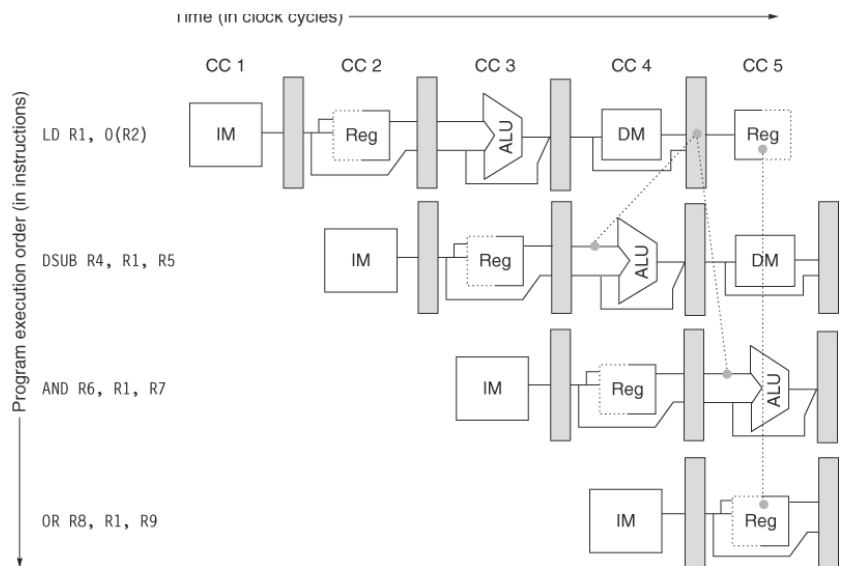 Time (in clock cycles)
CC 1 CC 2 CC 3 CC 4 CC 5
Program execution order (in instructions)
LD R1, 0(R2) IM Reg ALU DM Reg
DSUB R4, R1, R5 IM Reg ALU DM
AND R6, R1, R7 IM Reg ALU
OR R8, R1, R9 IM Reg